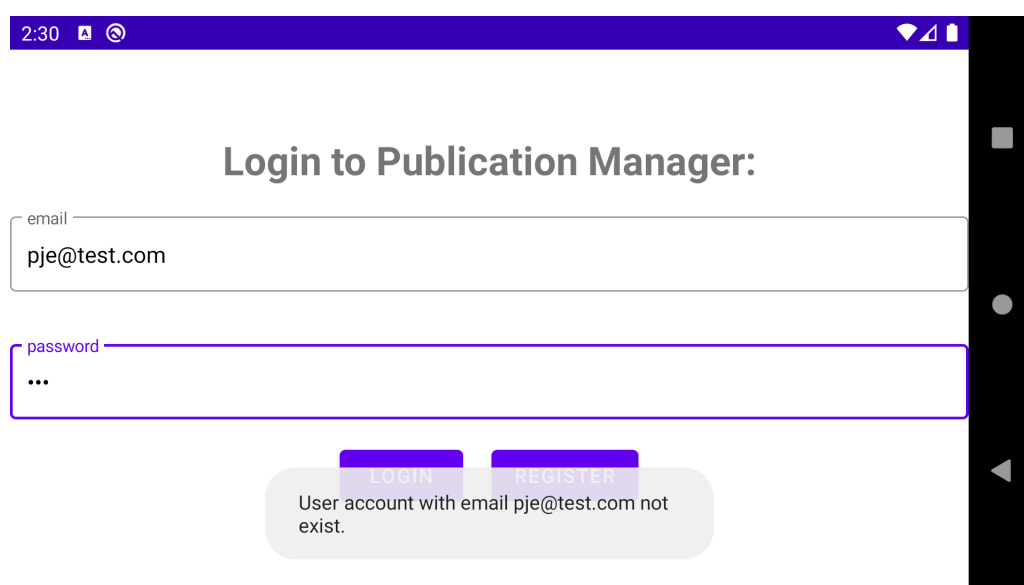 2:30
Login to Publication Manager:
email
pje@test.com
password
•••
LOGIN REGISTER
User account with email pje@test.com not
exist.